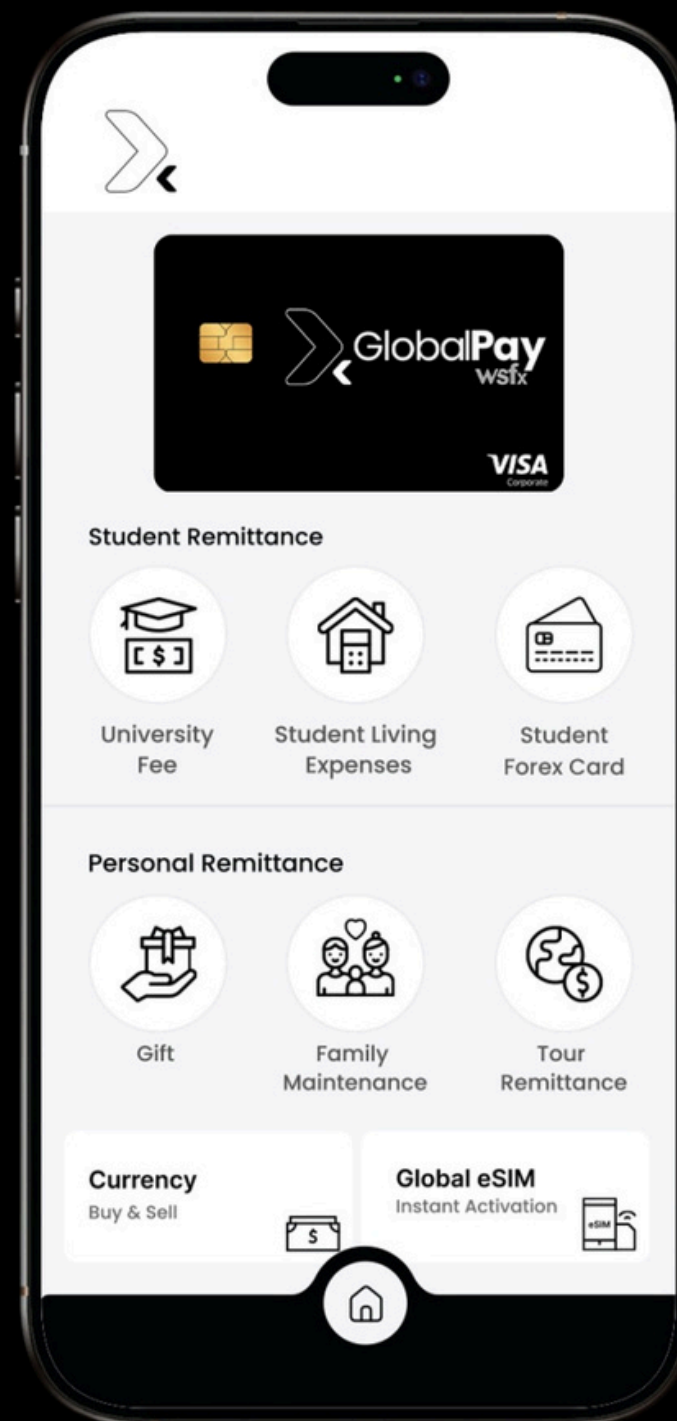 GlobalPay
wsfx
VISA
Corporate
Student Remittance
University
Fee
Student Living
Expenses
Student
Forex Card
Personal Remittance
Gift
Family
Maintenance
Tour
Remittance
Currency
Buy & Sell
$
Global eSIM
Instant Activation
eSIM